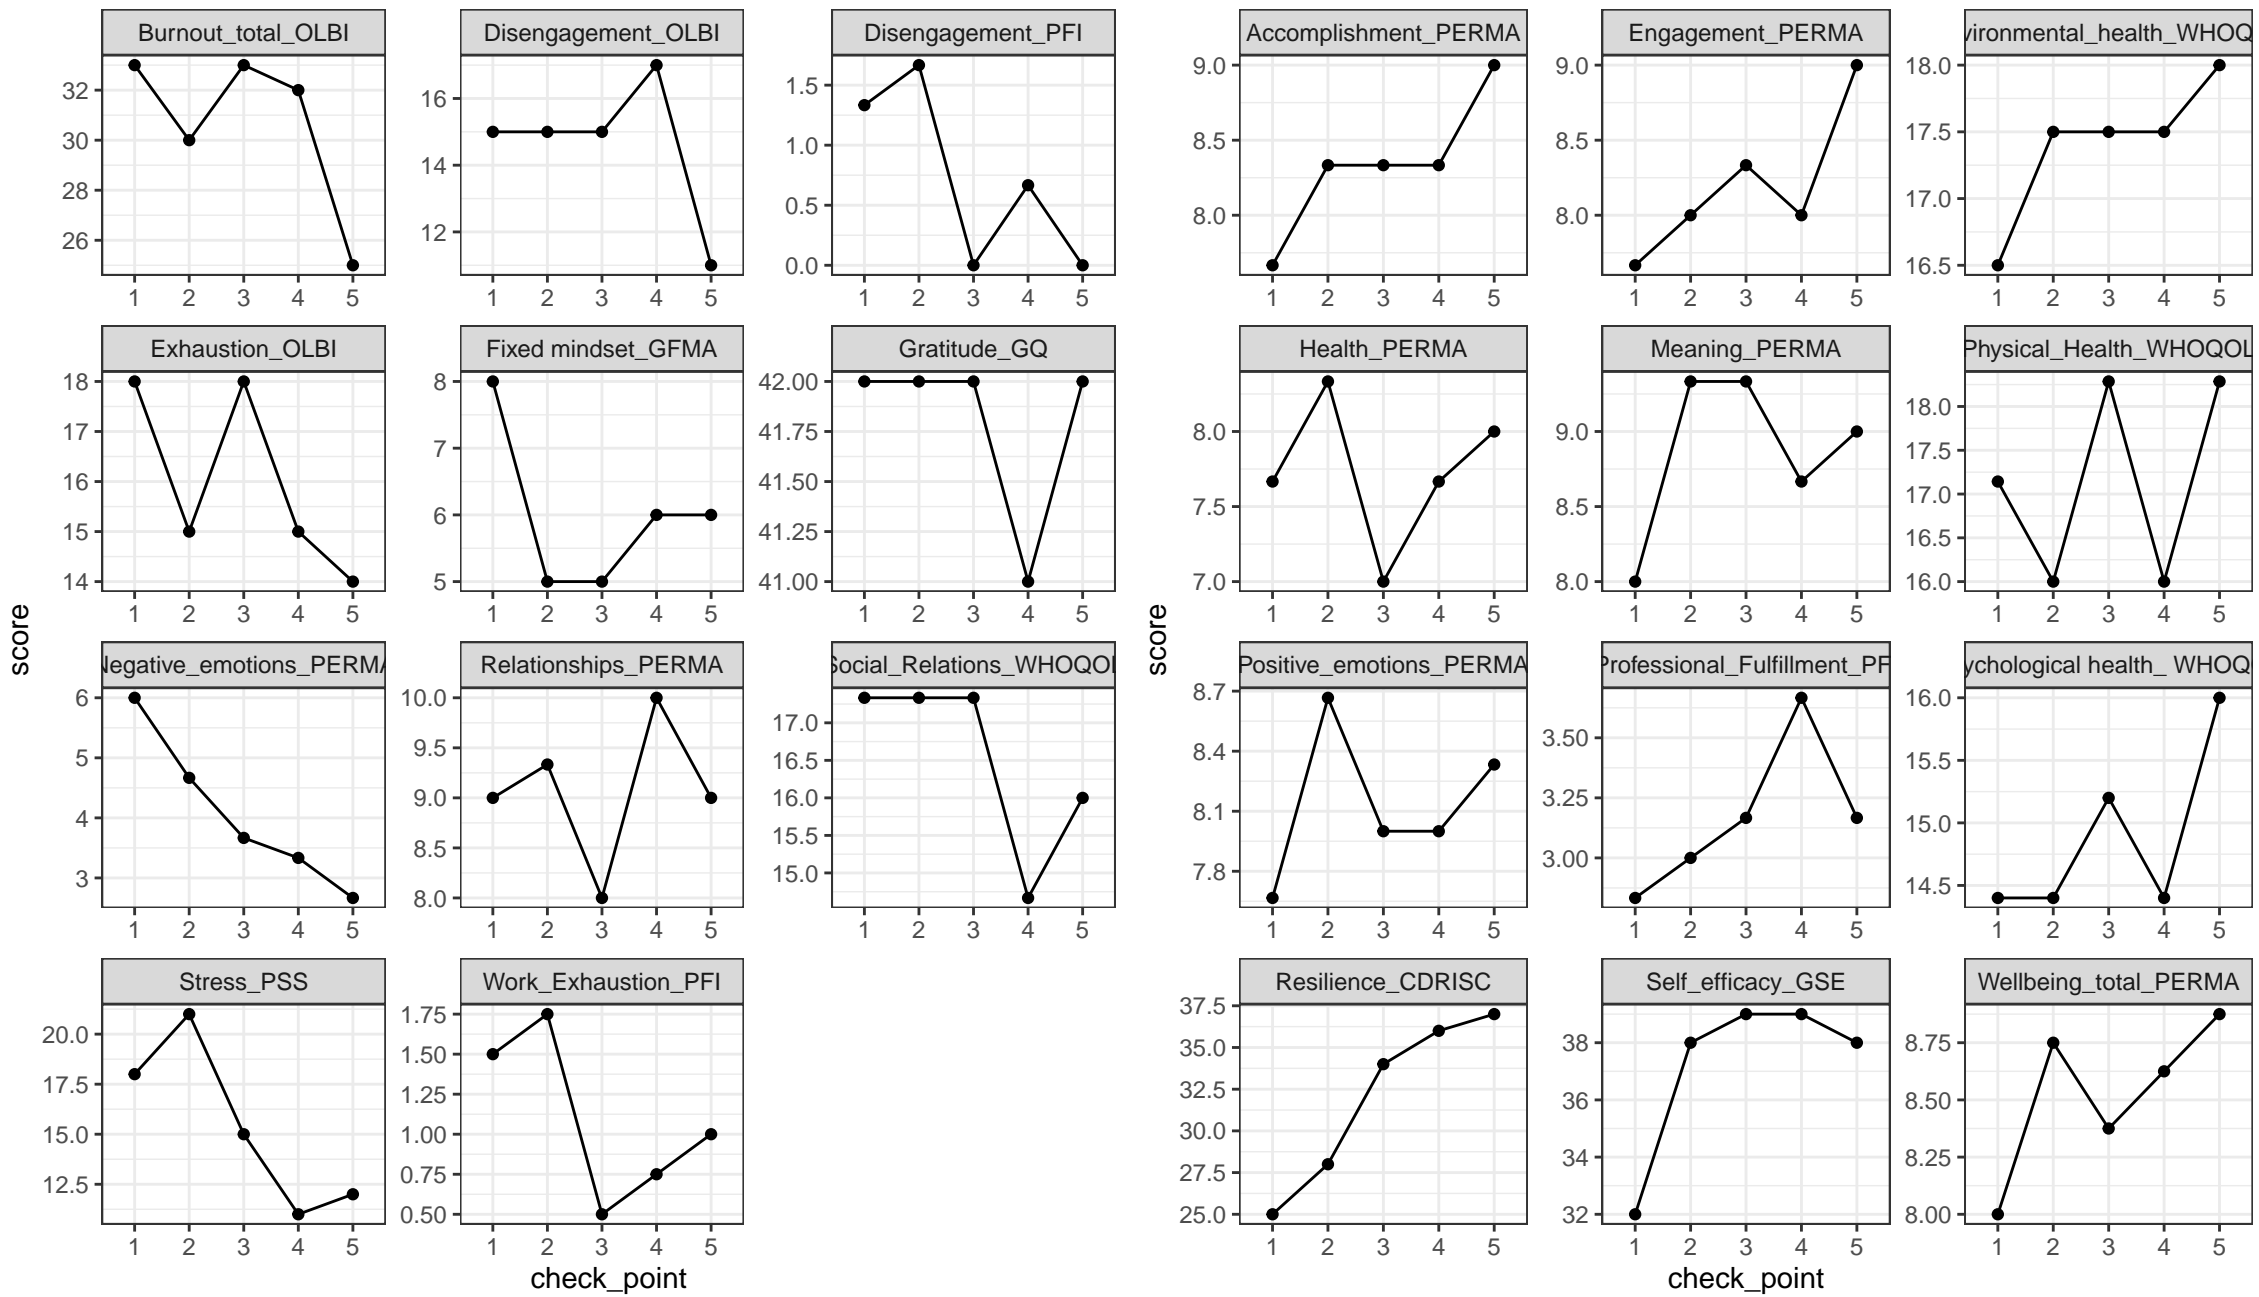 Burnout_total_OLBI
32
30
28
26
1 2 3 4 5
Disengagement_OLBI
16
14
12
1 2 3 4 5
Disengagement_PFI
1.5
1.0
0.5
0.0
1 2 3 4 5
Exhaustion_OLBI
18
17
16
15
14
1 2 3 4 5
Fixed mindset_GFMA
8
7
6
5
1 2 3 4 5
Gratitude_GQ
42.00
41.75
41.50
41.25
41.00
1 2 3 4 5
score
Negative_emotions_PERMA
6
5
4
3
1 2 3 4 5
Relationships_PERMA
10.0
9.5
9.0
8.5
8.0
1 2 3 4 5
Social_Relations_WHOQOL
17.0
16.5
16.0
15.5
15.0
1 2 3 4 5
Stress_PSS
20.0
17.5
15.0
12.5
1 2 3 4 5
Work_Exhaustion_PFI
1.75
1.50
1.25
1.00
0.75
0.50
1 2 3 4 5
check_point
Accomplishment_PERMA
9.0
8.5
8.0
1 2 3 4 5
Engagement_PERMA
9.0
8.5
8.0
1 2 3 4 5
vironmental_health_WHOQ
18.0
17.5
17.0
16.5
1 2 3 4 5
Health_PERMA
8.0
7.5
7.0
1 2 3 4 5
Meaning_PERMA
9.0
8.5
8.0
1 2 3 4 5
Physical_Health_WHOQOL
18.0
17.5
17.0
16.5
16.0
1 2 3 4 5
score
Positive_emotions_PERMA
8.7
8.4
8.1
7.8
1 2 3 4 5
Professional_Fulfillment_PF
3.50
3.25
3.00
1 2 3 4 5
ychological health_ WHOQ
16.0
15.5
15.0
14.5
1 2 3 4 5
Resilience_CDRISC
37.5
35.0
32.5
30.0
27.5
25.0
1 2 3 4 5
Self_efficacy_GSE
38
36
34
32
1 2 3 4 5
Wellbeing_total_PERMA
8.75
8.50
8.25
8.00
1 2 3 4 5
check_point